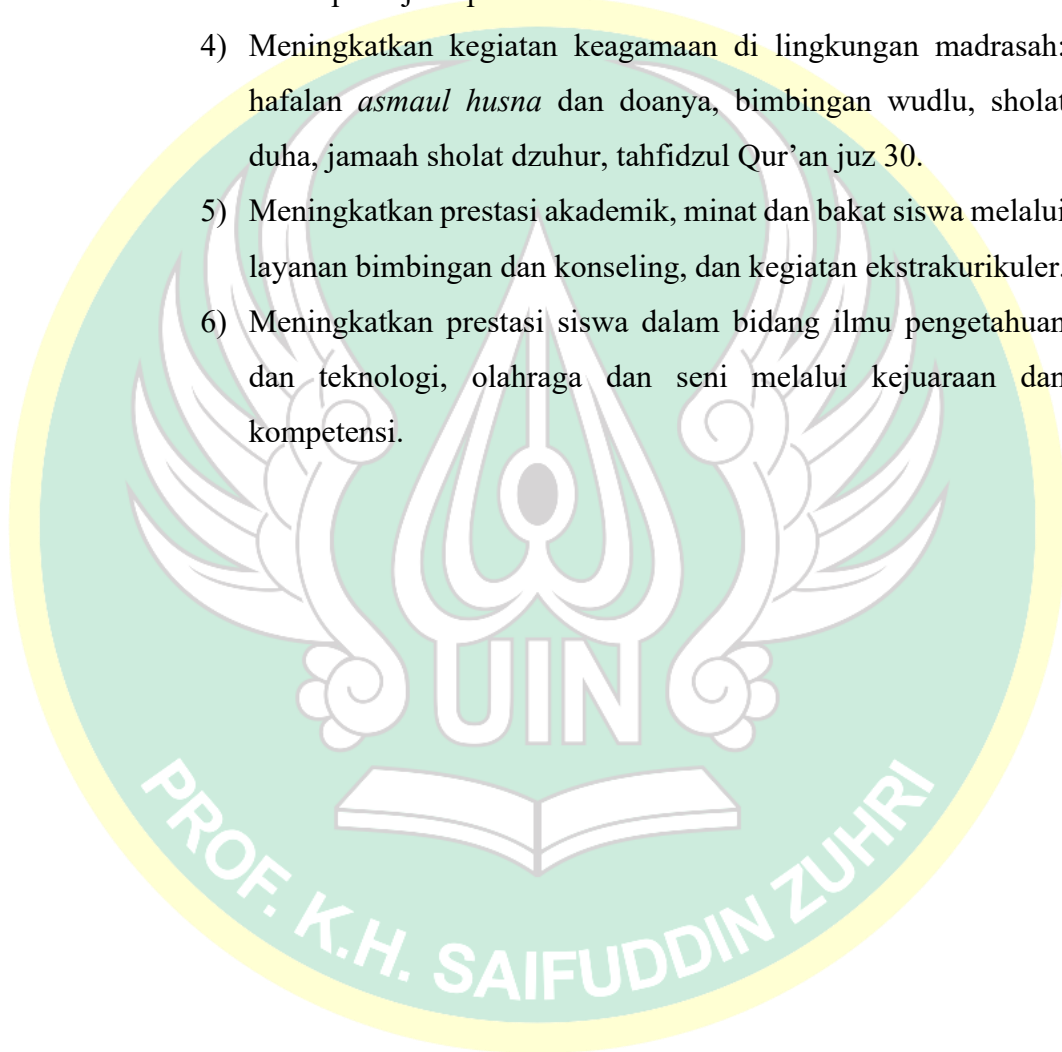 4) Meningkatkan kegiatan keagamaan di lingkungan madrasah:
hafalan asmaul husna dan doanya, bimbingan wudlu, sholat
duha, jamaah sholat dzuhur, tahfidzul Qur’an juz 30.
5) Meningkatkan prestasi akademik, minat dan bakat siswa melalui
layanan bimbingan dan konseling, dan kegiatan ekstrakurikuler.
6) Meningkatkan prestasi siswa dalam bidang ilmu pengetahuan
dan teknologi, olahraga dan seni melalui kejuaraan dan
kompetensi.
UIN
PROF. K.H. SAIFUDDIN ZUHRI